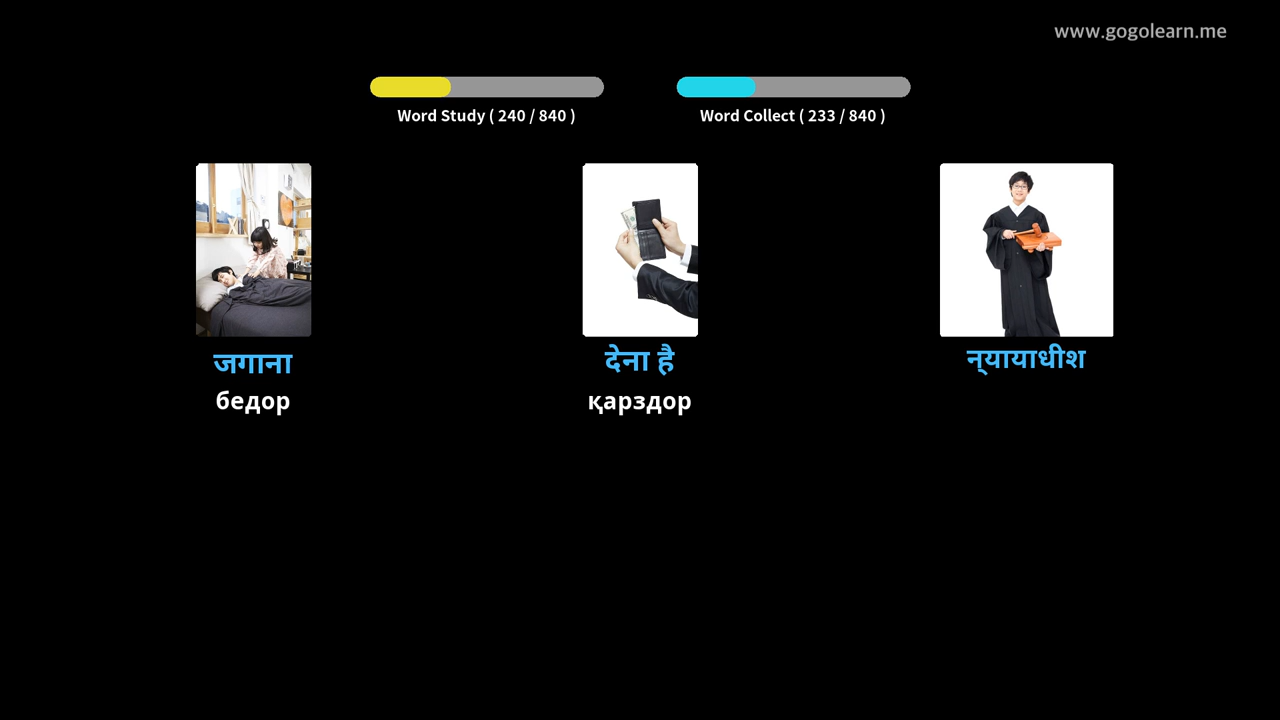 www.gogolearn.me
Word Study ( 240 / 840 )
Word Collect ( 233 / 840 )
जगाना
देना है
न्यायाधीश
бедор
қарздор